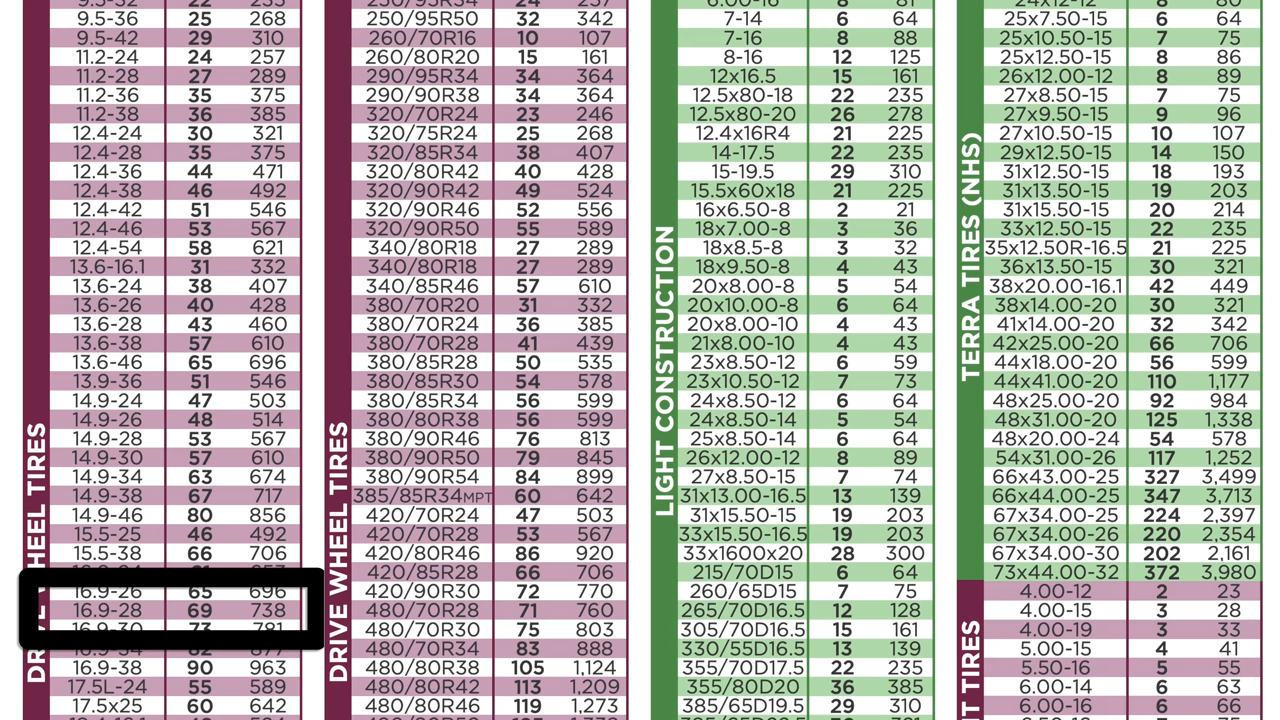 HEEL TIRES
9.5-36 25 268
9.5-42 29 310
11.2-24 24 257
11.2-28 27 289
11.2-36 35 375
11.2-38 36 385
12.4-24 30 321
12.4-28 35 375
12.4-36 44 471
12.4-38 46 492
12.4-42 51 546
12.4-46 53 567
12.4-54 58 621
13.6-16.1 31 332
13.6-24 38 407
13.6-26 40 428
13.6-28 43 460
13.6-38 57 610
13.6-46 65 696
13.9-36 51 546
14.9-24 47 503
14.9-26 48 514
14.9-28 53 567
14.9-30 57 610
14.9-34 63 674
14.9-38 67 717
14.9-46 80 856
15.5-25 46 492
15.5-38 66 706
16.9-26 65 696
16.9-28 69 738
16.9-30 73 781
16.9-38 90 963
17.5L-24 55 589
17.5x25 60 642
DRIVE WHEEL TIRES
250/95R50 32 342
260/70R16 10 107
260/80R20 15 161
290/95R34 34 364
290/90R38 34 364
320/70R24 23 246
320/75R24 25 268
320/85R34 38 407
320/80R42 40 428
320/90R42 49 524
320/90R46 52 556
320/90R50 55 589
340/80R18 27 289
340/80R18 27 289
340/85R46 57 610
380/70R20 31 332
380/70R24 36 385
380/70R28 41 439
380/85R28 50 535
380/85R30 54 578
380/85R34 56 599
380/80R38 56 599
380/90R46 76 813
380/90R50 79 845
380/90R54 84 899
385/85R34MPT 60 642
420/70R24 47 503
420/70R28 53 567
420/80R46 86 920
420/85R28 66 706
420/90R30 72 770
480/70R28 71 760
480/70R30 75 803
480/70R34 83 888
480/80R38 105 1,124
480/80R42 113 1,209
480/80R46 119 1,273
LIGHT CONSTRUCTION
7-14 6 64
7-16 8 88
8-16 12 125
12x16.5 15 161
12.5x80-18 22 235
12.5x80-20 26 278
12.4x16R4 21 225
14-17.5 22 235
15-19.5 29 310
15.5x60x18 21 225
16x6.50-8 2 21
18x7.00-8 3 36
18x8.5-8 3 32
18x9.50-8 4 43
20x8.00-8 5 54
20x10.00-8 6 64
20x8.00-10 4 43
21x8.00-10 4 43
23x8.50-12 6 59
23x10.50-12 7 73
24x8.50-12 6 64
24x8.50-14 5 54
25x8.50-14 6 64
26x12.00-12 8 89
27x8.50-15 7 74
31x13.00-16.5 13 139
31x15.50-15 19 203
33x15.50-16.5 19 203
33x1600x20 28 300
215/70D15 6 64
260/65D15 7 75
265/70D16.5 12 128
305/70D16.5 15 161
330/55D16.5 13 139
355/70D17.5 22 235
355/80D20 36 385
385/65D19.5 29 310
TERRA TIRES (NHS)
25x7.50-15 6 64
25x10.50-15 7 75
25x12.50-15 8 86
26x12.00-12 8 89
27x8.50-15 7 75
27x9.50-15 9 96
27x10.50-15 10 107
29x12.50-15 14 150
31x12.50-15 18 193
31x13.50-15 19 203
31x15.50-15 20 214
33x12.50-15 22 235
35x12.50R-16.5 21 225
36x13.50-15 30 321
38x20.00-16.1 42 449
38x14.00-20 30 321
41x14.00-20 32 342
42x25.00-20 66 706
44x18.00-20 56 599
44x41.00-20 110 1,177
48x25.00-20 92 984
48x31.00-20 125 1,338
48x20.00-24 54 578
54x31.00-26 117 1,252
66x43.00-25 327 3,499
66x44.00-25 347 3,713
67x34.00-25 224 2,397
67x34.00-26 220 2,354
67x34.00-30 202 2,161
73x44.00-32 372 3,980
T TIRES
4.00-12 2 23
4.00-15 3 28
4.00-19 3 33
5.00-15 4 41
5.50-16 5 55
6.00-14 6 63
6.00-16 6 66